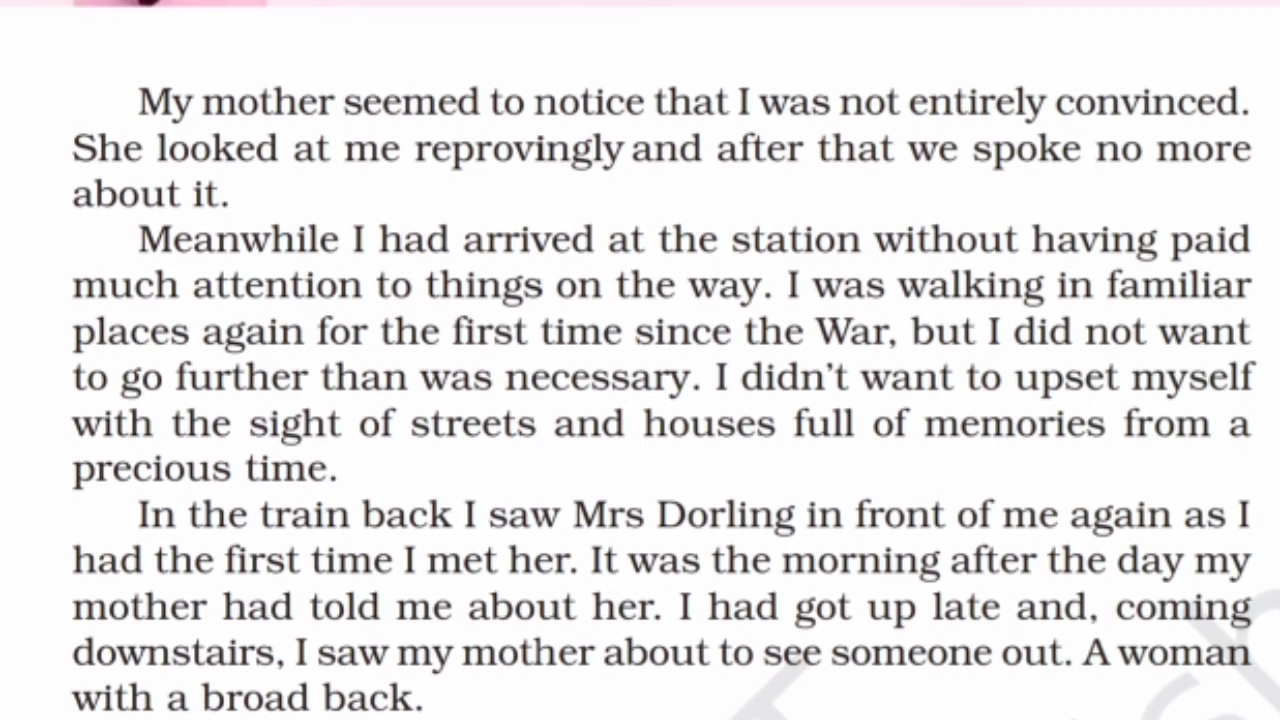 My mother seemed to notice that I was not entirely convinced.
She looked at me reprovingly and after that we spoke no more
about it.
Meanwhile I had arrived at the station without having paid
much attention to things on the way. I was walking in familiar
places again for the first time since the War, but I did not want
to go further than was necessary. I didn’t want to upset myself
with the sight of streets and houses full of memories from a
precious time.
In the train back I saw Mrs Dorling in front of me again as I
had the first time I met her. It was the morning after the day my
mother had told me about her. I had got up late and, coming
downstairs, I saw my mother about to see someone out. A woman
with a broad back.